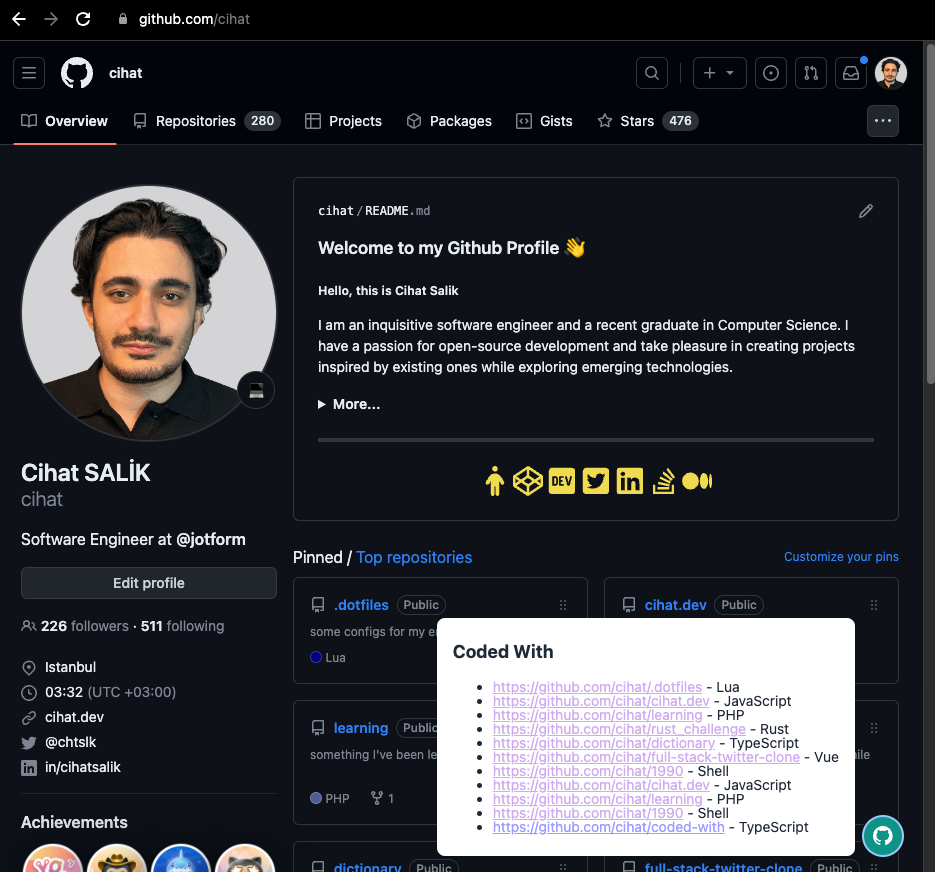 github.com/cihat
cihat
Overview
Repositories 280
Projects
Packages
Gists
Stars 476
cihat/README.md
Welcome to my Github Profile 👋
Hello, this is Cihat Salik
I am an inquisitive software engineer and a recent graduate in Computer Science. I
have a passion for open-source development and take pleasure in creating projects
inspired by existing ones while exploring emerging technologies.
More...
DEV
Cihat SALİK
cihat
Software Engineer at @jotform
Edit profile
226 followers · 511 following
Istanbul
03:32 (UTC +03:00)
cihat.dev
@chtslk
in/cihatsalik
Achievements
Pinned / Top repositories
Customize your pins
.dotfiles Public
some configs for my
Lua
cihat.dev Public
learning Public
something I've been
PHP 1
dictionary Public
full-stack-twitter-clone Public
Coded With
https://github.com/cihat/.dotfiles - Lua
https://github.com/cihat/cihat.dev - JavaScript
https://github.com/cihat/learning - PHP
https://github.com/cihat/rust_challenge - Rust
https://github.com/cihat/dictionary - TypeScript
https://github.com/cihat/full-stack-twitter-clone - Vue
https://github.com/cihat/1990 - Shell
https://github.com/cihat/cihat.dev - JavaScript
https://github.com/cihat/learning - PHP
https://github.com/cihat/1990 - Shell
https://github.com/cihat/coded-with - TypeScript